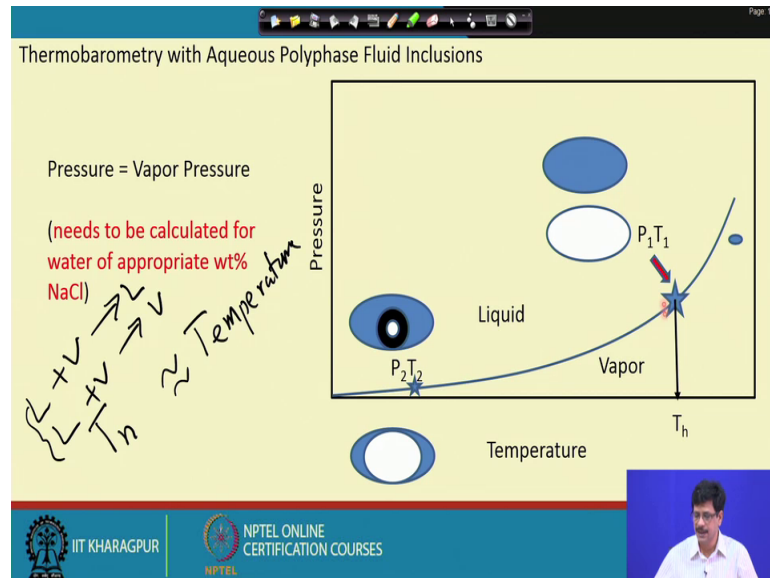 Page: 1
Thermobarometry with Aqueous Polyphase Fluid Inclusions
Pressure = Vapor Pressure
(needs to be calculated for
water of appropriate wt%
NaCl)
L + V → L
L + V → V
Th ≈ Temperature
Pressure
P₁T₁
Liquid
P₂T₂
Vapor
Th
Temperature
IIT KHARAGPUR
NPTEL
NPTEL ONLINE
CERTIFICATION COURSES